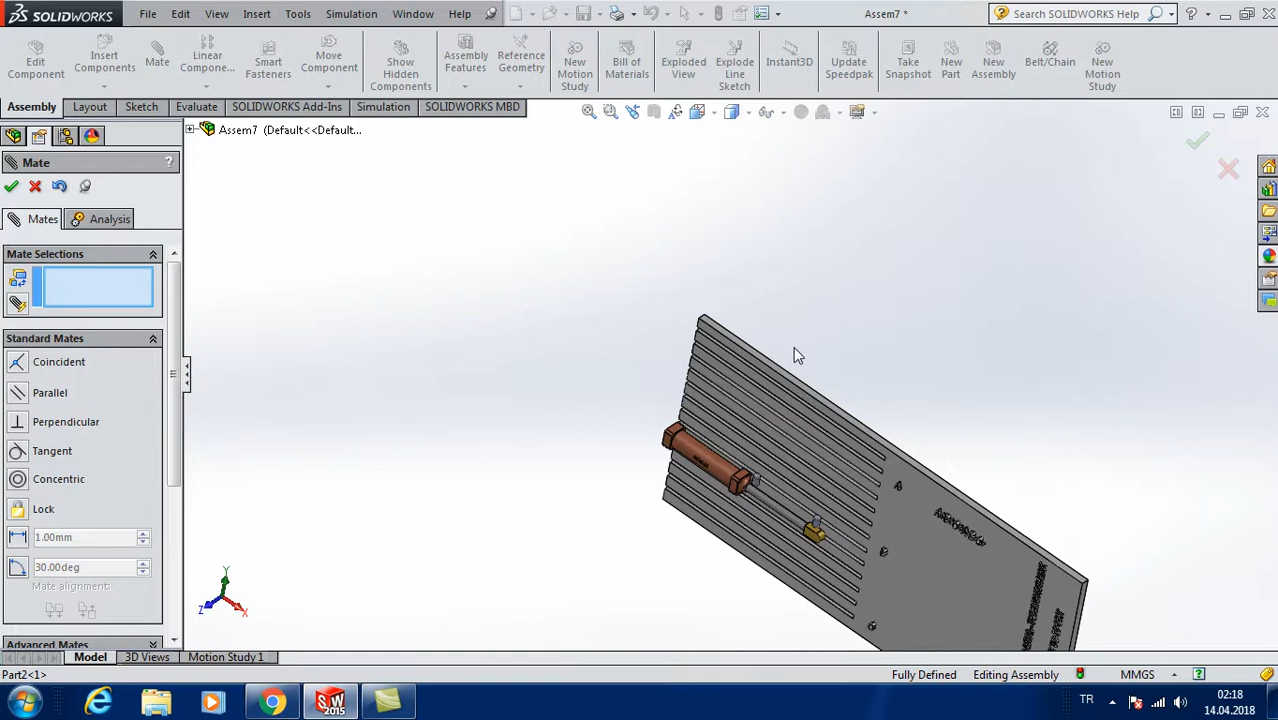 SOLIDWORKS File Edit View Insert Tools Simulation Window Help Assem7 * Search SOLIDWORKS Help
Edit Component Insert Components Mate Linear Compone... Smart Fasteners Move Component Show Hidden Components Assembly Features Reference Geometry New Motion Study Bill of Materials Exploded View Explode Line Sketch Instant3D Update Speedpak Take Snapshot New Part New Assembly Belt/Chain New Motion Study
Assembly Layout Sketch Evaluate SOLIDWORKS Add-Ins Simulation SOLIDWORKS MBD
Assem7 (Default<<Default...
Mate ?
Mates Analysis
Mate Selections
Standard Mates
Coincident
Parallel
Perpendicular
Tangent
Concentric
Lock
1.00mm
30.00deg
Mate alignment:
Advanced Mates
Y
Z X
Model 3D Views Motion Study 1
Part2<1> Fully Defined Editing Assembly MMGS
SW 2015 TR 02:18
14.04.2018